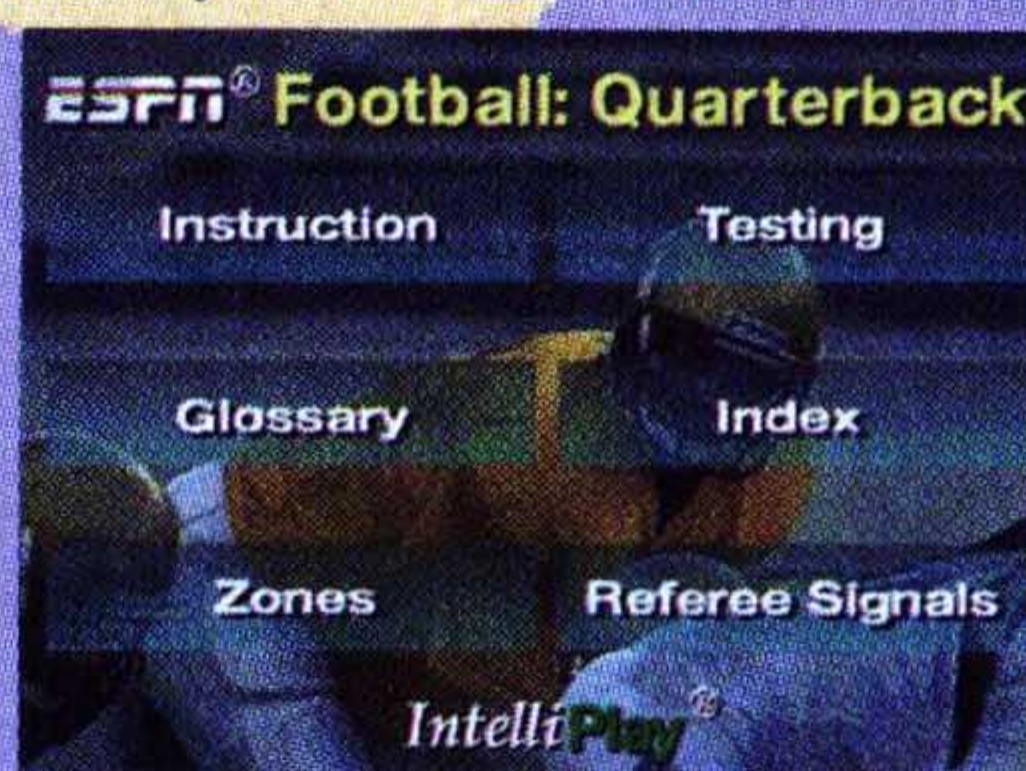 ESPN® Football: Quarterback
Instruction Testing
Glossary Index
Zones Referee Signals
IntelliPlay®